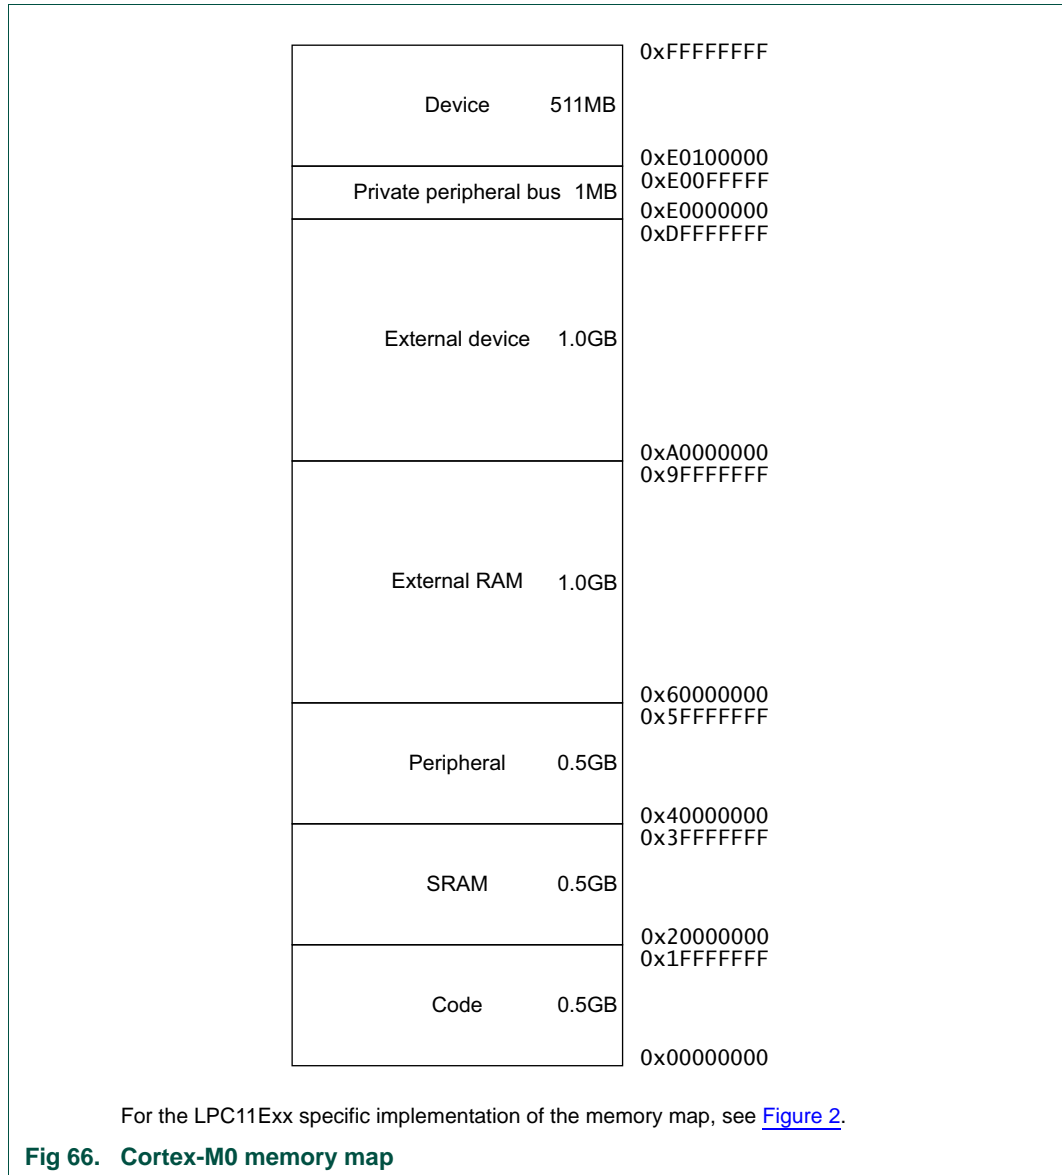 0xFFFFFFFF
Device 511MB
0xE0100000
0xE00FFFFF
Private peripheral bus 1MB
0xE0000000
0xDFFFFFFF
External device 1.0GB
0xA0000000
0x9FFFFFFF
External RAM 1.0GB
0x60000000
0x5FFFFFFF
Peripheral 0.5GB
0x40000000
0x3FFFFFFF
SRAM 0.5GB
0x20000000
0x1FFFFFFF
Code 0.5GB
0x00000000
For the LPC11Exx specific implementation of the memory map, see Figure 2.
Fig 66. Cortex-M0 memory map